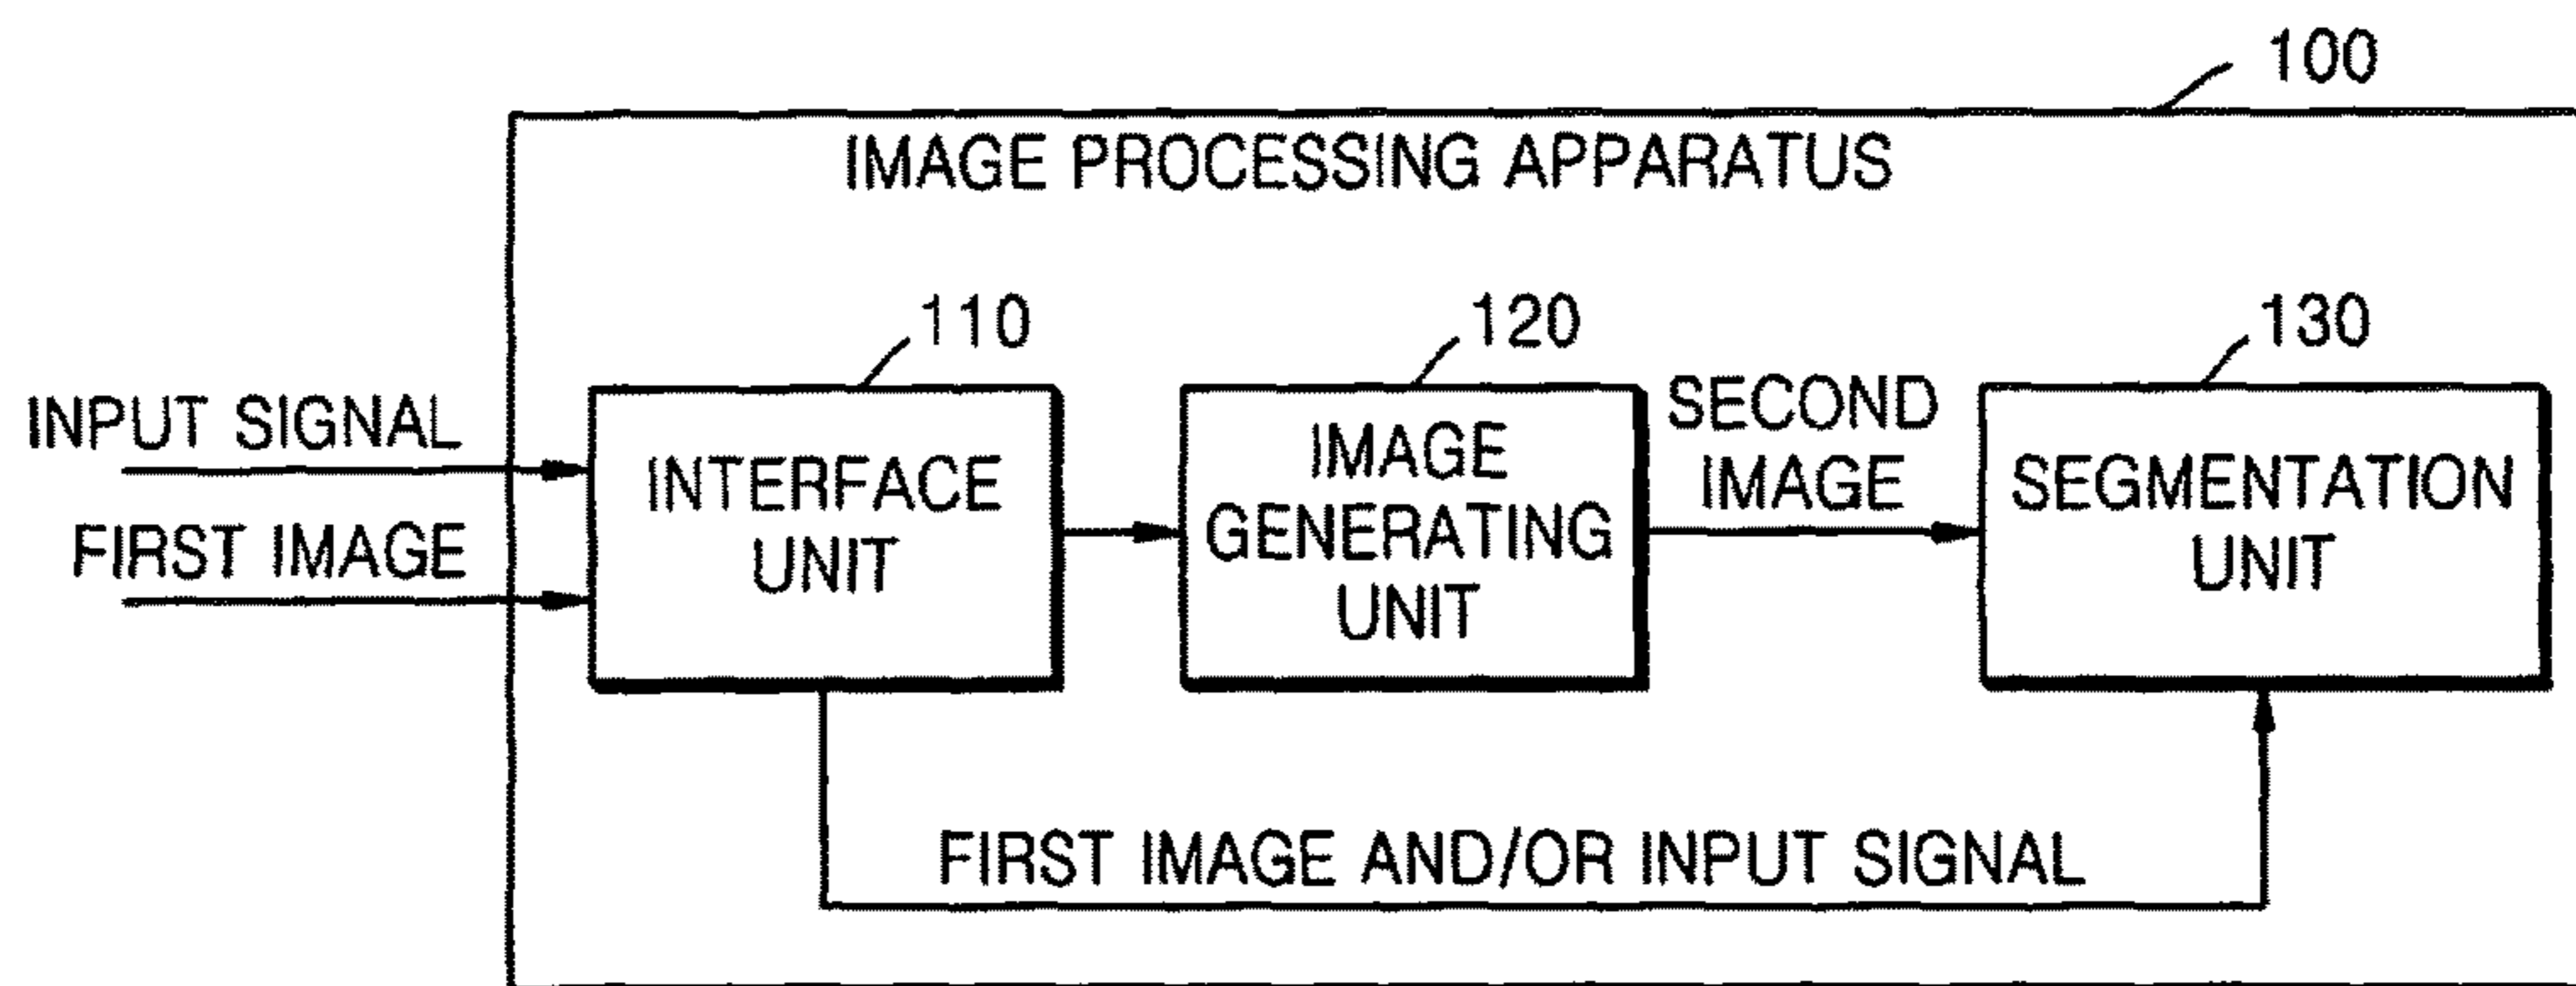 100
IMAGE PROCESSING APPARATUS
110
120
130
INPUT SIGNAL
FIRST IMAGE
INTERFACE
UNIT
IMAGE
GENERATING
UNIT
SECOND
IMAGE
SEGMENTATION
UNIT
FIRST IMAGE AND/OR INPUT SIGNAL